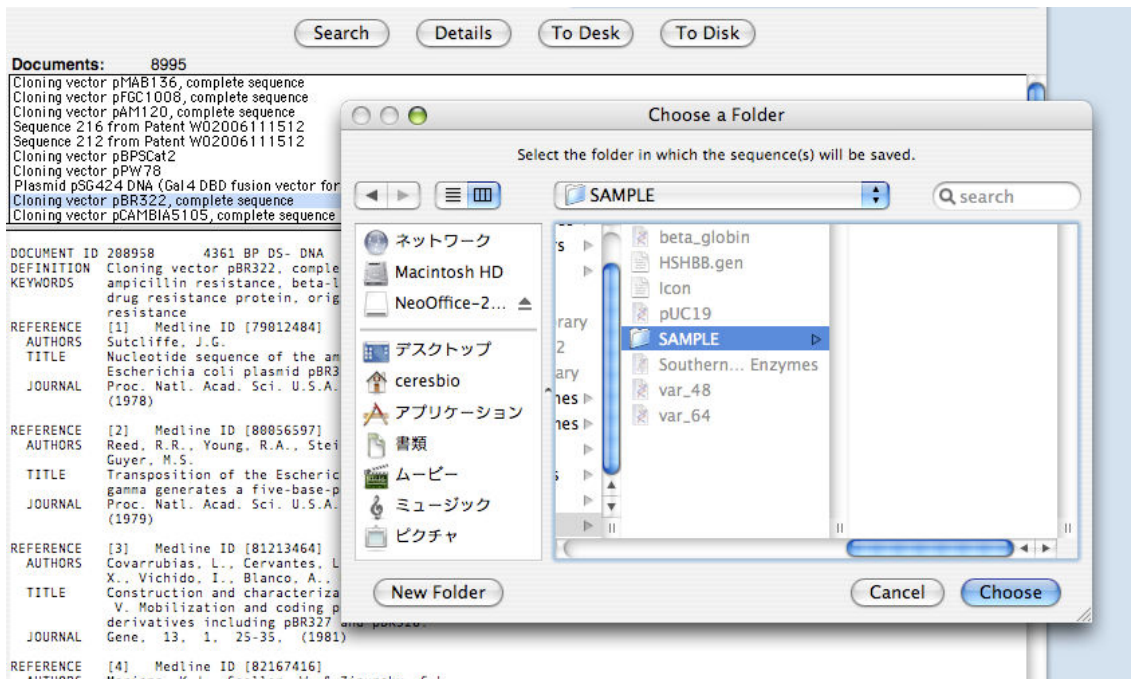 Search Details To Desk To Disk
Documents: 8995
Cloning vector pMAB136, complete sequence
Cloning vector pFGC1008, complete sequence
Cloning vector pAM120, complete sequence
Sequence 216 from Patent WO2006111512
Sequence 212 from Patent WO2006111512
Cloning vector pBPSCat2
Cloning vector pPW78
Plasmid pSG424 DNA (Gal4 DBD fusion vector for
Cloning vector pBR322, complete sequence
Cloning vector pCAMBIA5105, complete sequence
DOCUMENT ID 208958 4361 BP DS- DNA
DEFINITION Cloning vector pBR322, comple
KEYWORDS ampicillin resistance, beta-l
drug resistance protein, orig
resistance
REFERENCE [1] Medline ID [79012484]
AUTHORS Sutcliffe, J.G.
TITLE Nucleotide sequence of the am
Escherichia coli plasmid pBR3
JOURNAL Proc. Natl. Acad. Sci. U.S.A.
(1978)
REFERENCE [2] Medline ID [80056597]
AUTHORS Reed, R.R., Young, R.A., Stei
Guyer, M.S.
TITLE Transposition of the Escheric
gamma generates a five-base-p
JOURNAL Proc. Natl. Acad. Sci. U.S.A.
(1979)
REFERENCE [3] Medline ID [81213464]
AUTHORS Covarrubias, L., Cervantes, L
X., Vichido, I., Blanco, A.,
TITLE Construction and characteriza
V. Mobilization and coding p
derivatives including pBR327 and
JOURNAL Gene, 13, 1, 25-35, (1981)
REFERENCE [4] Medline ID [82167416]
Choose a Folder
Select the folder in which the sequence(s) will be saved.
SAMPLE
search
ネットワーク
Macintosh HD
NeoOffice-2...
デスクトップ
ceresbio
アプリケーション
書類
ムービー
ミュージック
ピクチャ
's
rary
2
ary
nes
nes
s
beta_globin
HSHBB.gen
Icon
pUC19
SAMPLE
Southern... Enzymes
var_48
var_64
New Folder Cancel Choose